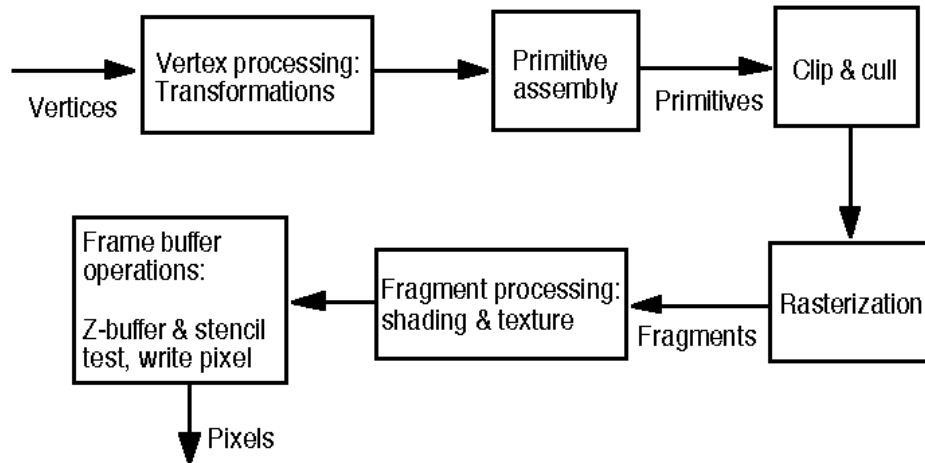 Vertices
Vertex processing:
Transformations
Primitive
assembly
Primitives
Clip & cull
Rasterization
Fragments
Fragment processing:
shading & texture
Frame buffer
operations:
Z-buffer & stencil
test, write pixel
Pixels